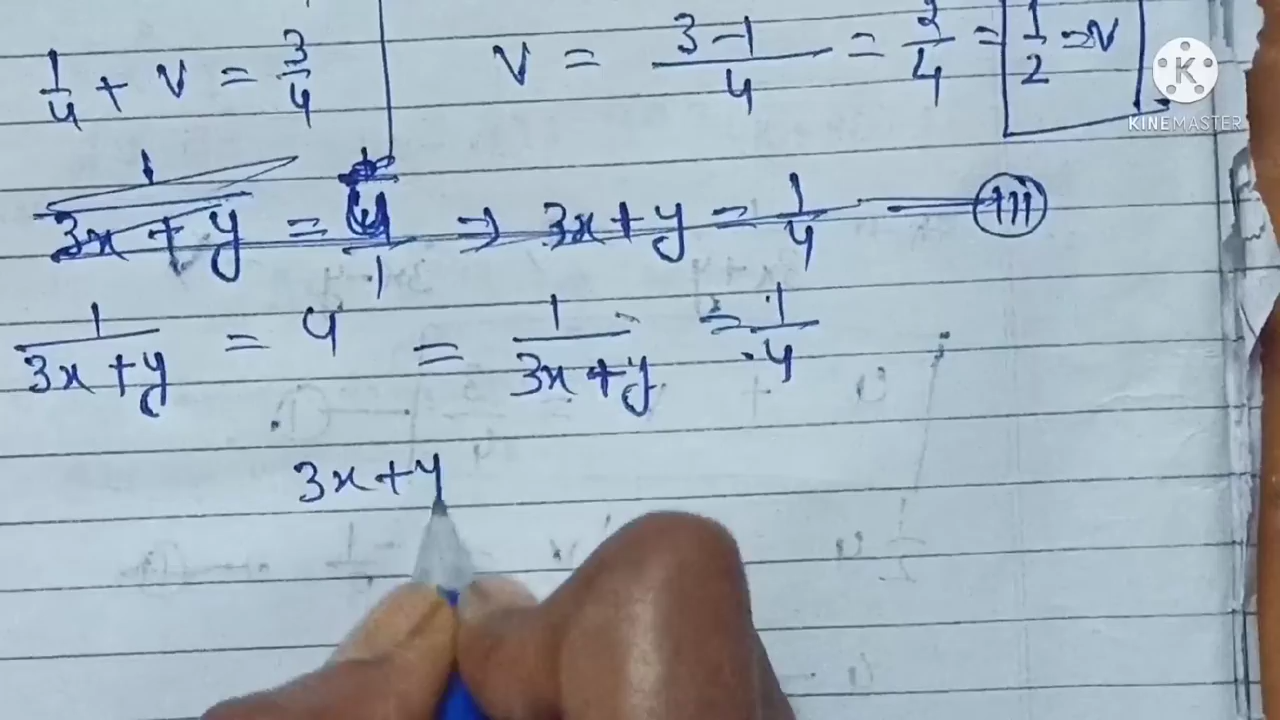 1/4 + v = 3/4
v = 3-1/4 = 2/4 = 1/2 = v
KINEMASTER
3x + y = 4/1 → 3x+y = 1/4 — III
1/3x+y = 4 = 1/3x+y = 1/4
3x+y